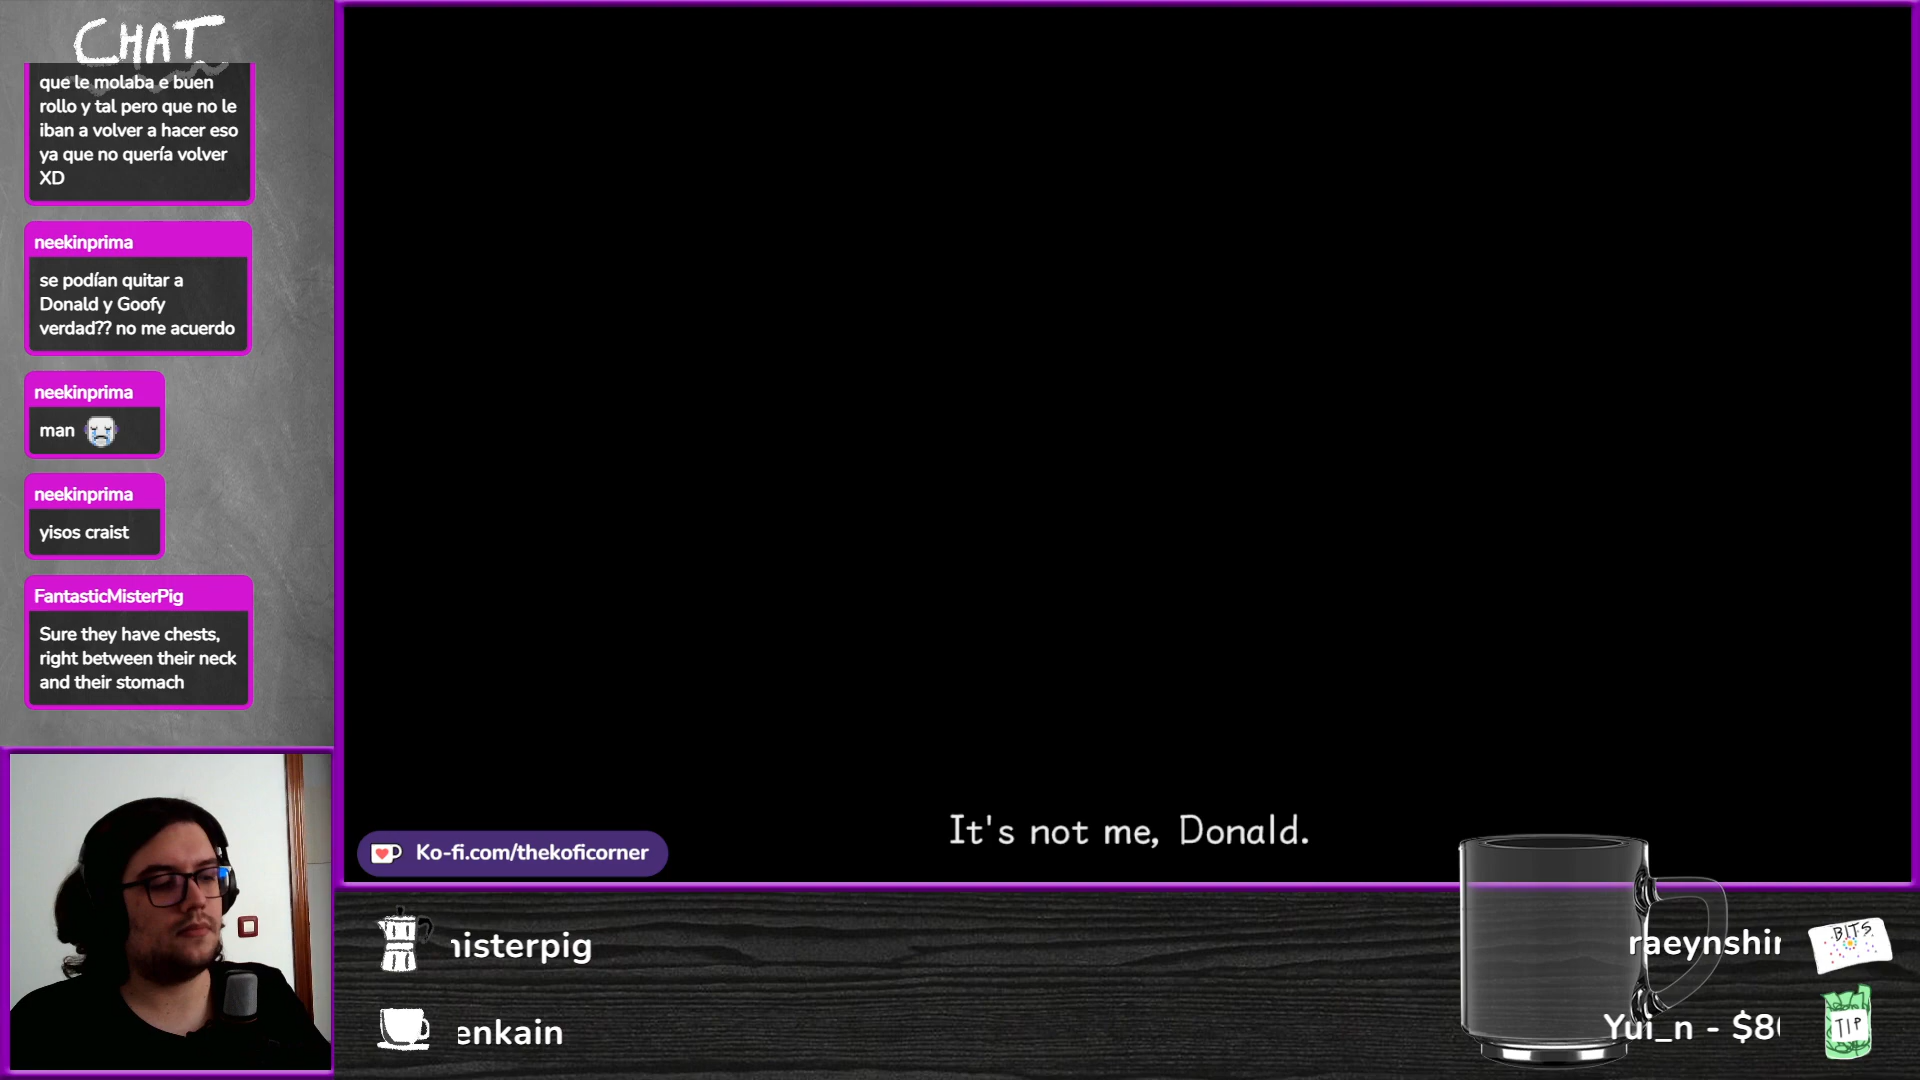 CHAT
que le molaba e buen
rollo y tal pero que no le
iban a volver a hacer eso
ya que no quería volver
XD
neekinprima
se podían quitar a
Donald y Goofy
verdad?? no me acuerdo
neekinprima
man
neekinprima
yisos craist
FantasticMisterPig
Sure they have chests,
right between their neck
and their stomach
It's not me, Donald.
Ko-fi.com/thekoficorner
misterpig
enkain
raeynshin
BITS
Yui_n - $80
TIP